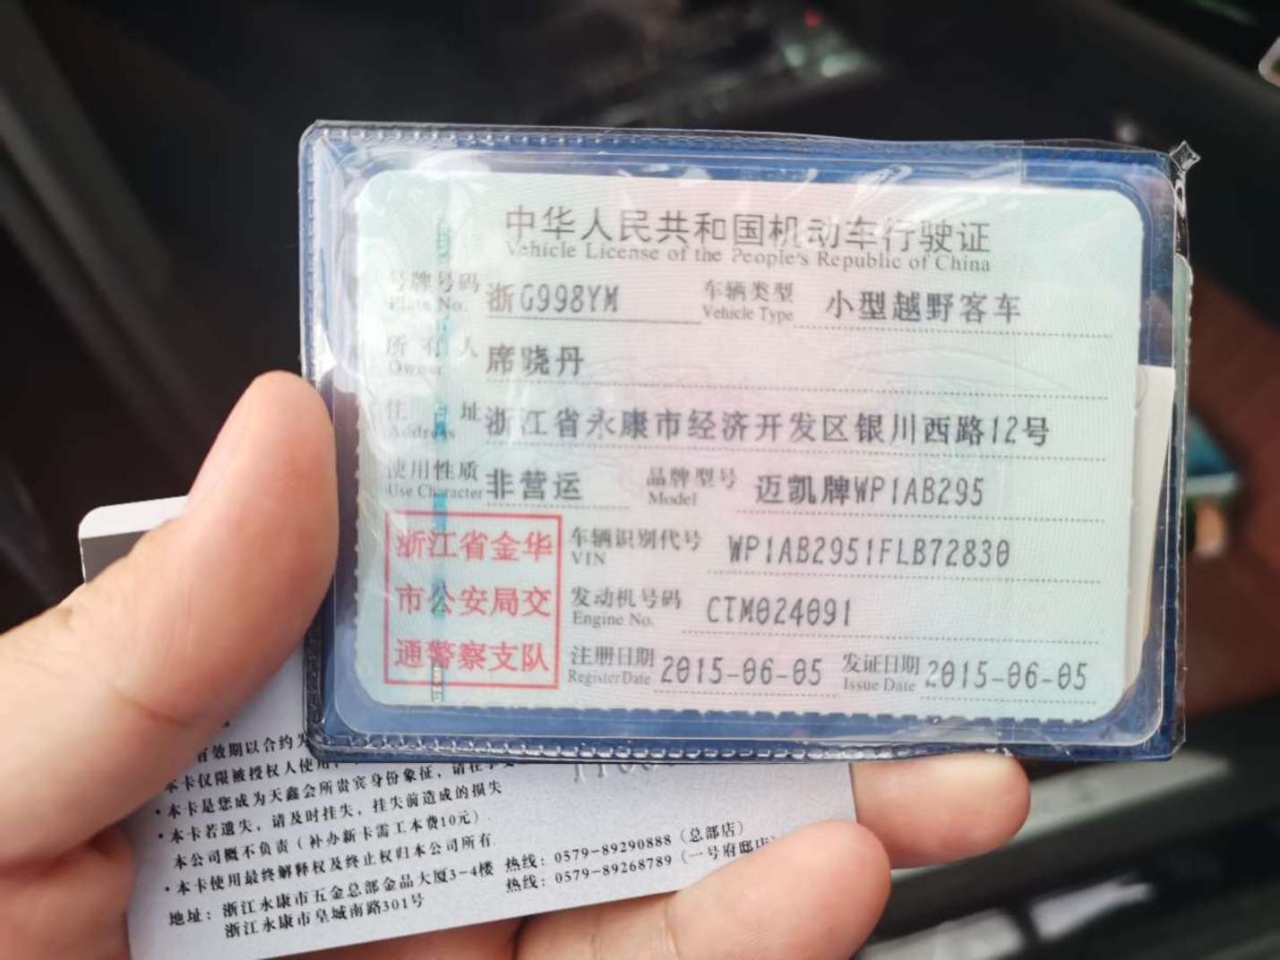 中华人民共和国机动车行驶证
Vehicle License of the People's Republic of China
号牌号码 浙G998YM 车辆类型 小型越野客车
Plate No. Vehicle Type
所有人 席骁丹
Owner
住址 浙江省永康市经济开发区银川西路12号
Address
使用性质 非营运 品牌型号 迈凯牌WP1AB295
Use Character Model
浙江省金华
市公安局交
通警察支队
车辆识别代号 WP1AB2951FLB72830
VIN
发动机号码 CTM024091
Engine No.
注册日期 2015-06-05 发证日期 2015-06-05
Register Date Issue Date
有效期以合约为
本卡仅限被授权人使用,
·本卡是您成为天鑫会所贵宾身份象征,请在
·本卡若遗失,请及时挂失,挂失前造成的损失
本公司概不负责(补办新卡需工本费10元)
·本卡使用最终解释权及终止权归本公司所有
地址:浙江永康市五金总部金品大厦3-4楼 热线:0579-89290888(总部店)
浙江永康市皇城南路301号 热线:0579-89268789(一号府邸店